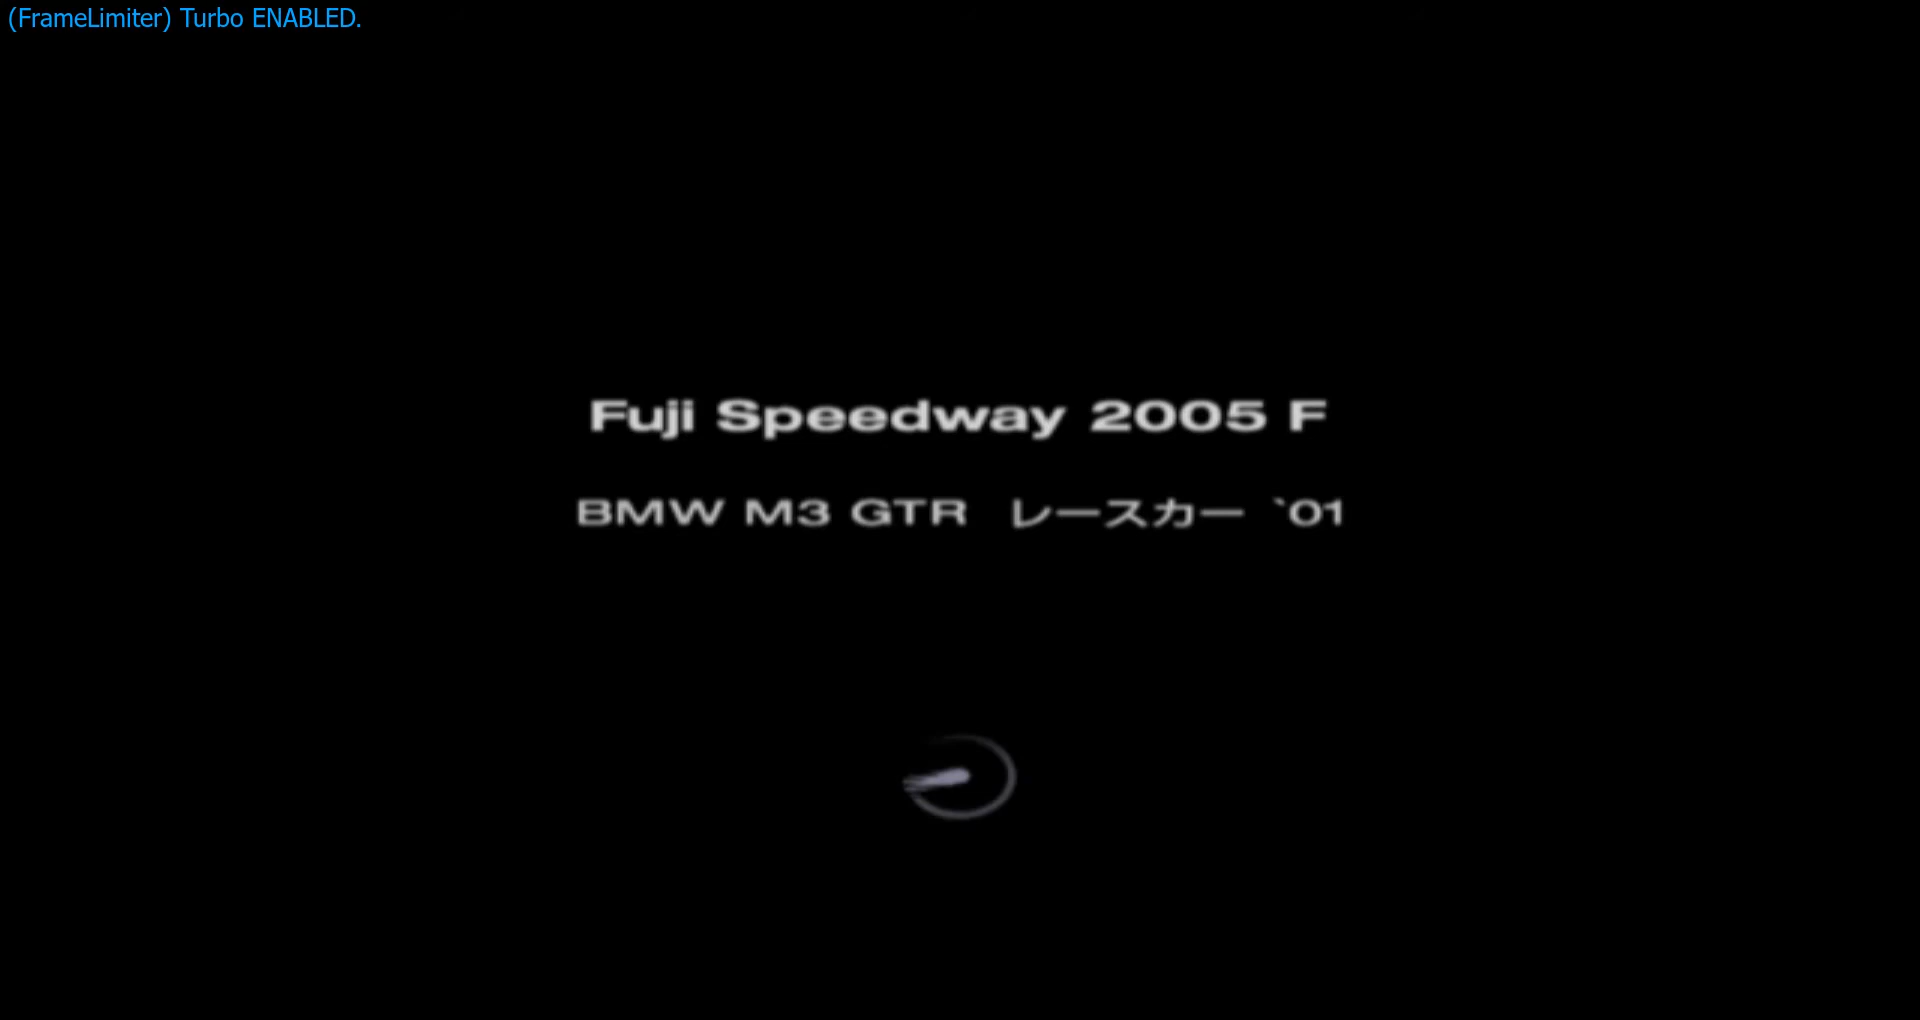 (FrameLimiter) Turbo ENABLED.
Fuji Speedway 2005 F
BMW M3 GTR レースカー `01